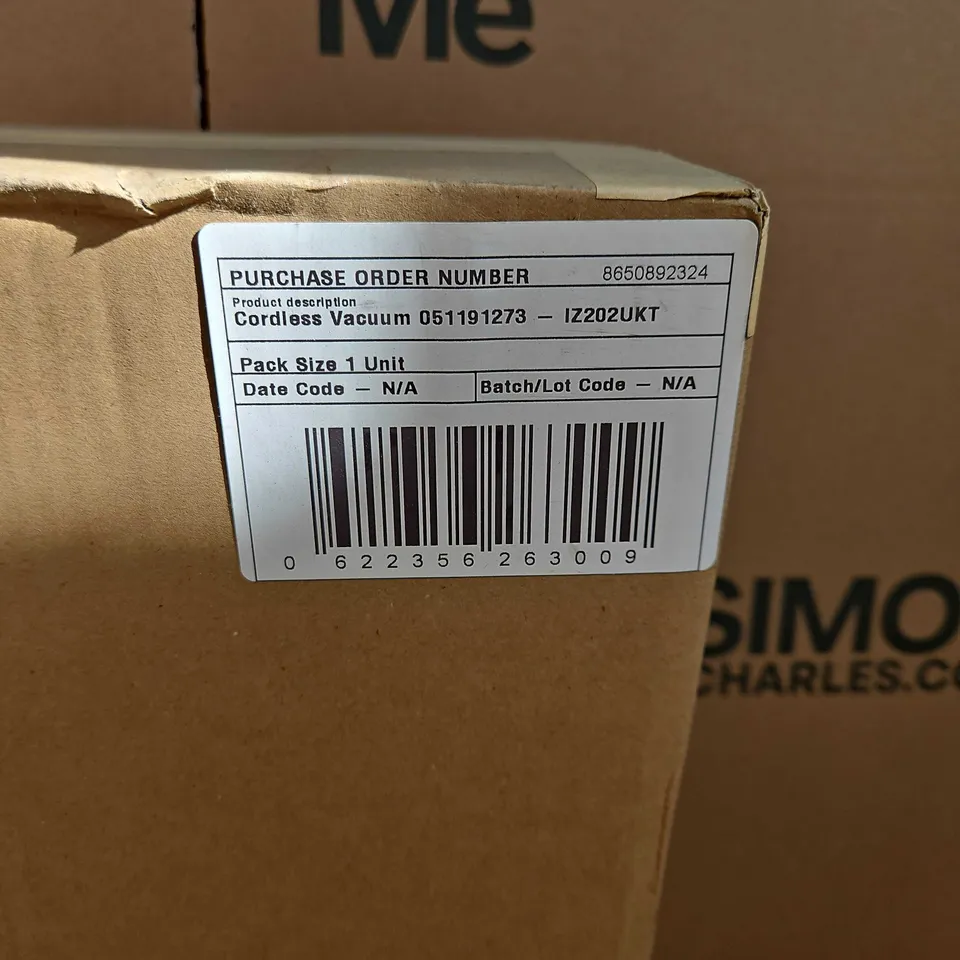 Me
PURCHASE ORDER NUMBER 8650892324
Product description
Cordless Vacuum 051191273 – IZ202UKT
Pack Size 1 Unit
Date Code – N/A Batch/Lot Code – N/A
0 622356 263009
SIMO
CHARLES.CO